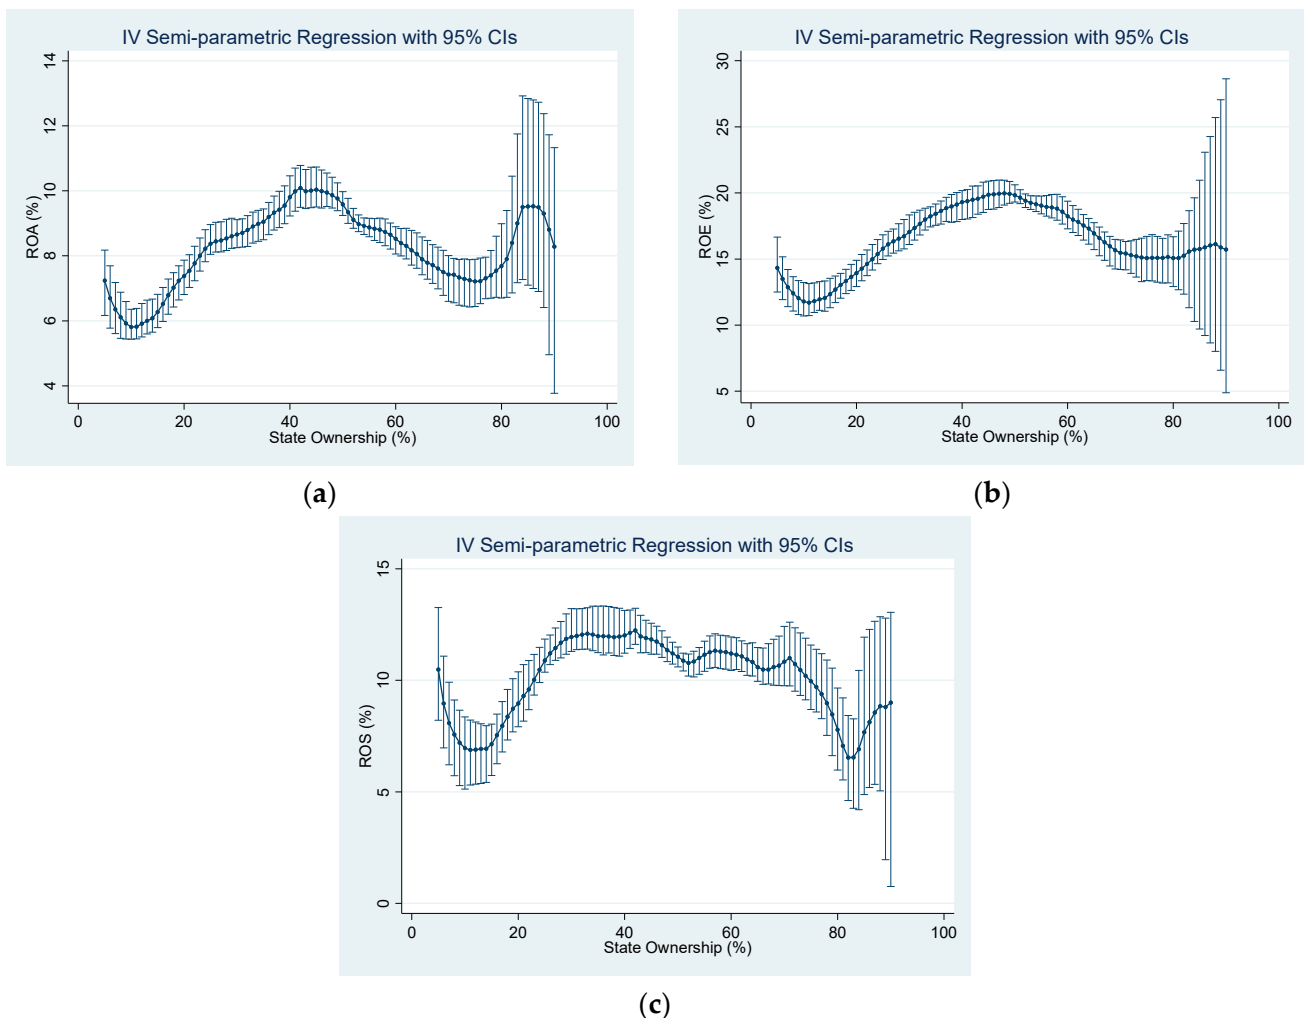 IV Semi-parametric Regression with 95% CIs
ROA (%)
14
12
10
8
6
4
0 20 40 60 80 100
State Ownership (%)
(a)
IV Semi-parametric Regression with 95% CIs
ROE (%)
30
25
20
15
10
5
0 20 40 60 80 100
State Ownership (%)
(b)
IV Semi-parametric Regression with 95% CIs
ROS (%)
15
10
5
0
0 20 40 60 80 100
State Ownership (%)
(c)